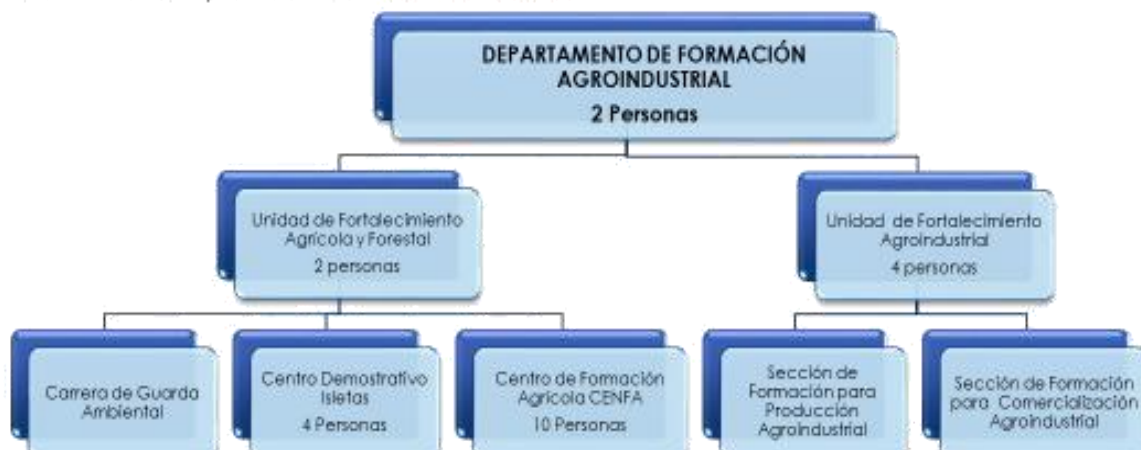 DEPARTAMENTO DE FORMACIÓN
AGROINDUSTRIAL
2 Personas
Unidad de Fortalecimiento
Agrícola y Forestal
2 personas
Unidad de Fortalecimiento
Agroindustrial
4 personas
Carrera de Guarda
Ambiental
Centro Demostrativo
Isletas
4 Personas
Centro de Formación
Agrícola CENFA
10 Personas
Sección de
Formación para
Producción
Agroindustrial
Sección de Formación
para Comercialización
Agroindustrial